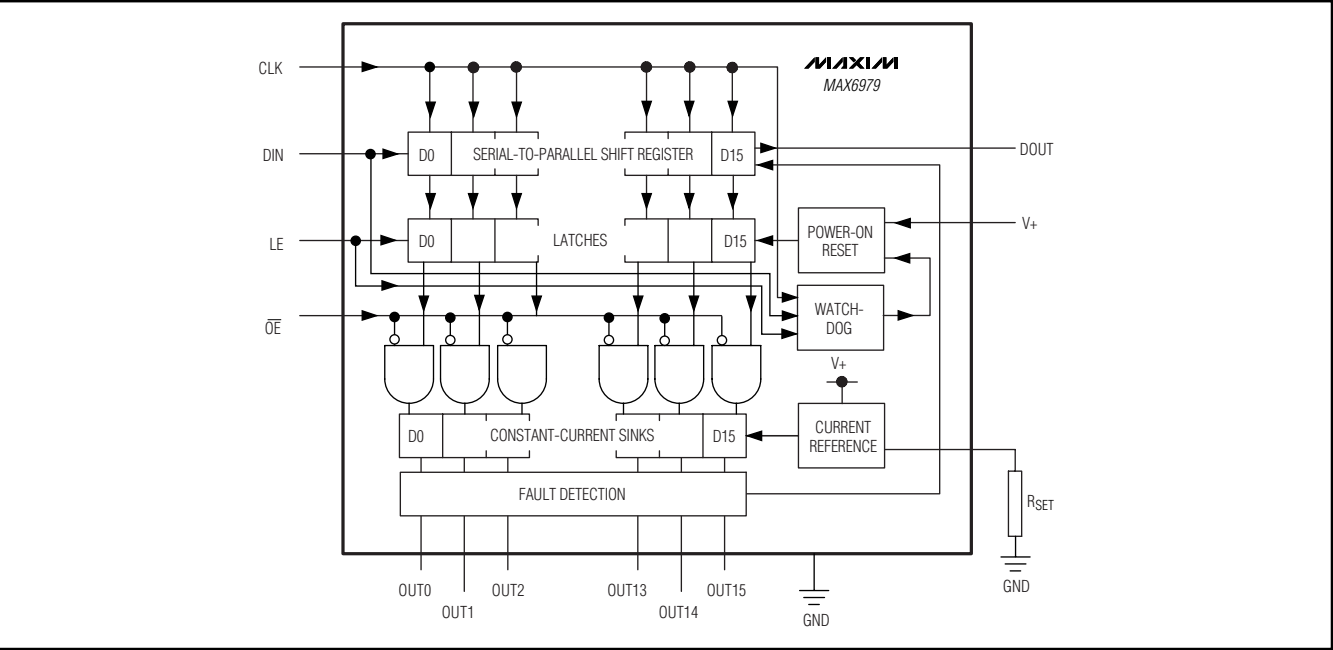 CLK
MAXIM
MAX6979
DIN
D0
SERIAL-TO-PARALLEL SHIFT REGISTER
D15
DOUT
LE
D0
LATCHES
D15
POWER-ON
RESET
V+
OE
WATCH-
DOG
V+
D0
CONSTANT-CURRENT SINKS
D15
CURRENT
REFERENCE
FAULT DETECTION
RSET
OUT0
OUT1
OUT2
OUT13
OUT14
OUT15
GND
GND